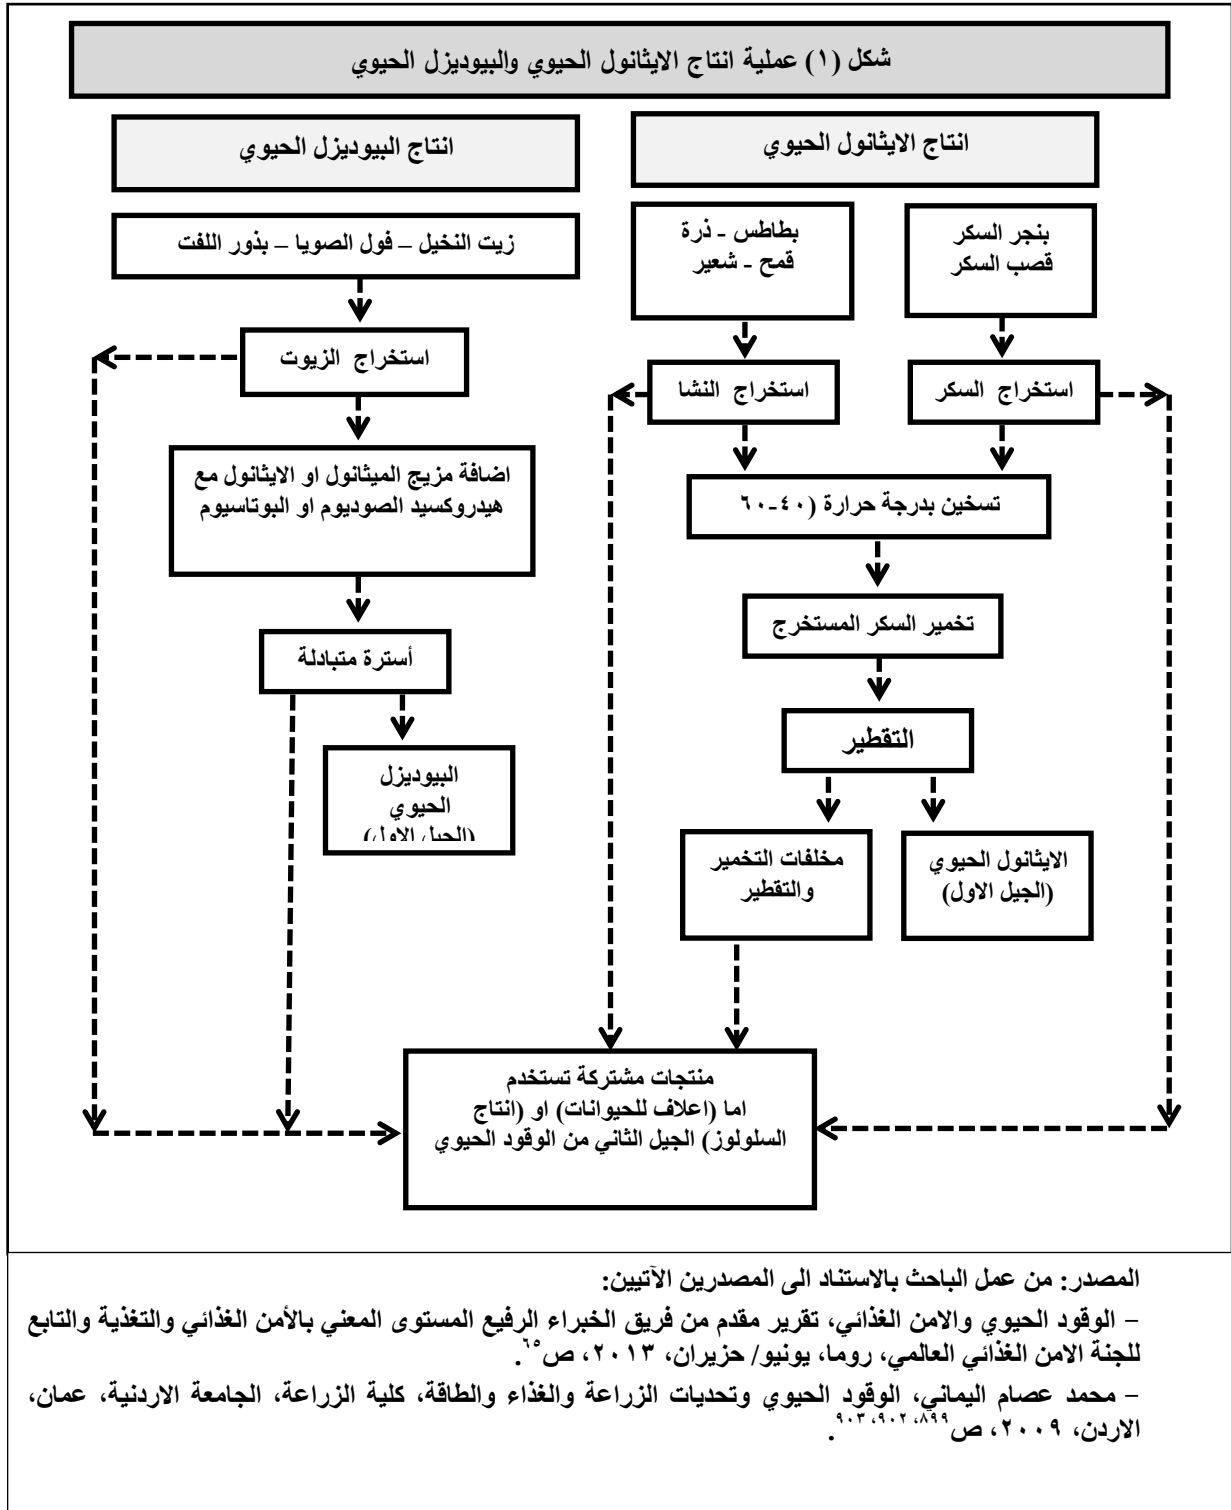 شكل (١) عملية انتاج الايثانول الحيوي والبيوديزل الحيوي
انتاج الايثانول الحيوي
انتاج البيوديزل الحيوي
بنجر السكر
قصب السكر
بطاطس - ذرة
قمح - شعير
زيت النخيل – فول الصويا – بذور اللفت
استخراج السكر
استخراج النشا
استخراج الزيوت
تسخين بدرجة حرارة (٤٠-٦٠
اضافة مزيج الميثانول او الايثانول مع
هيدروكسيد الصوديوم او البوتاسيوم
تخمير السكر المستخرج
أسترة متبادلة
التقطير
البيوديزل
الحيوي
(الجيل الاول)
الايثانول الحيوي
(الجيل الاول)
مخلفات التخمير
والتقطير
منتجات مشتركة تستخدم
اما (اعلاف للحيوانات) او (انتاج
السلولوز) الجيل الثاني من الوقود الحيوي
المصدر: من عمل الباحث بالاستناد الى المصدرين الآتيين:
– الوقود الحيوي والامن الغذائي، تقرير مقدم من فريق الخبراء الرفيع المستوى المعني بالأمن الغذائي والتغذية والتابع
للجنة الامن الغذائي العالمي، روما، يونيو/ حزيران، ٢٠١٣، ص٦٥.
– محمد عصام اليماني، الوقود الحيوي وتحديات الزراعة والغذاء والطاقة، كلية الزراعة، الجامعة الاردنية، عمان،
الاردن، ٢٠٠٩، ص٨٩٩، ٩٠٢، ٩٠٣.